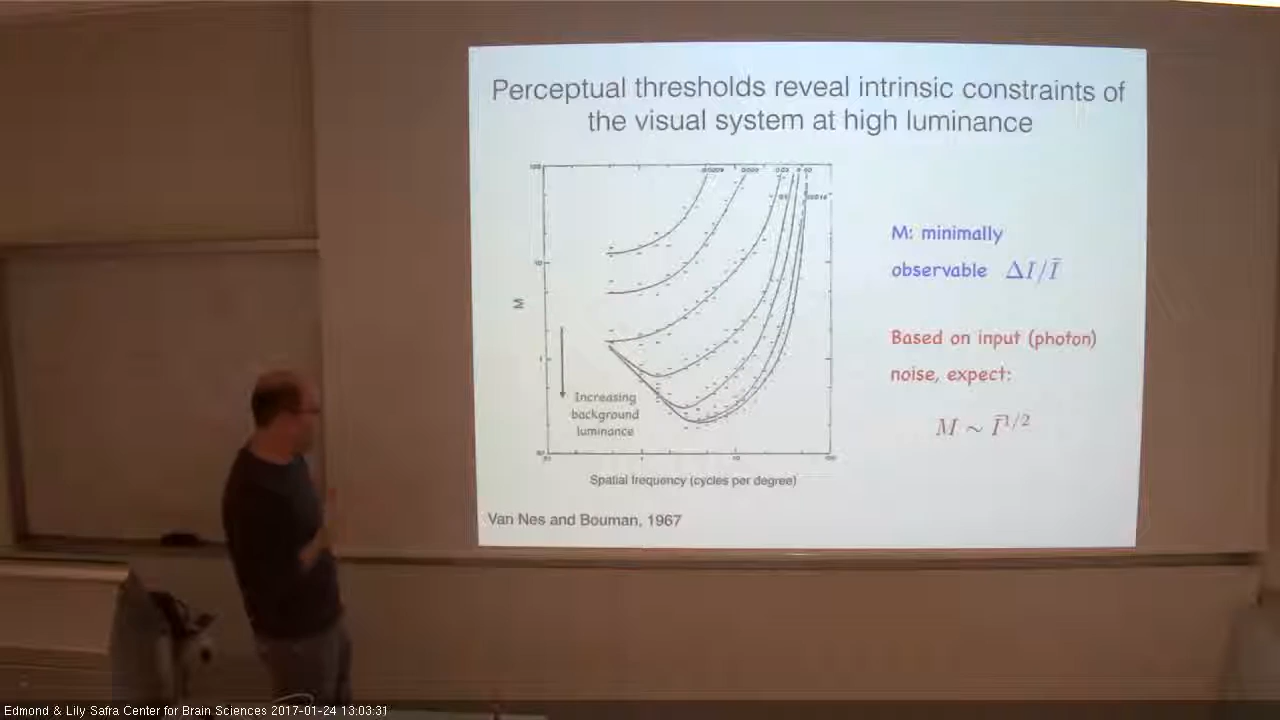 Perceptual thresholds reveal intrinsic constraints of
the visual system at high luminance
M: minimally
observable ΔI/Ī
Based on input (photon)
noise, expect:
M ~ Ī^1/2
M
Increasing
background
luminance
Spatial frequency (cycles per degree)
Van Nes and Bouman, 1967
Edmond & Lily Safra Center for Brain Sciences 2017-01-24 13:03:31